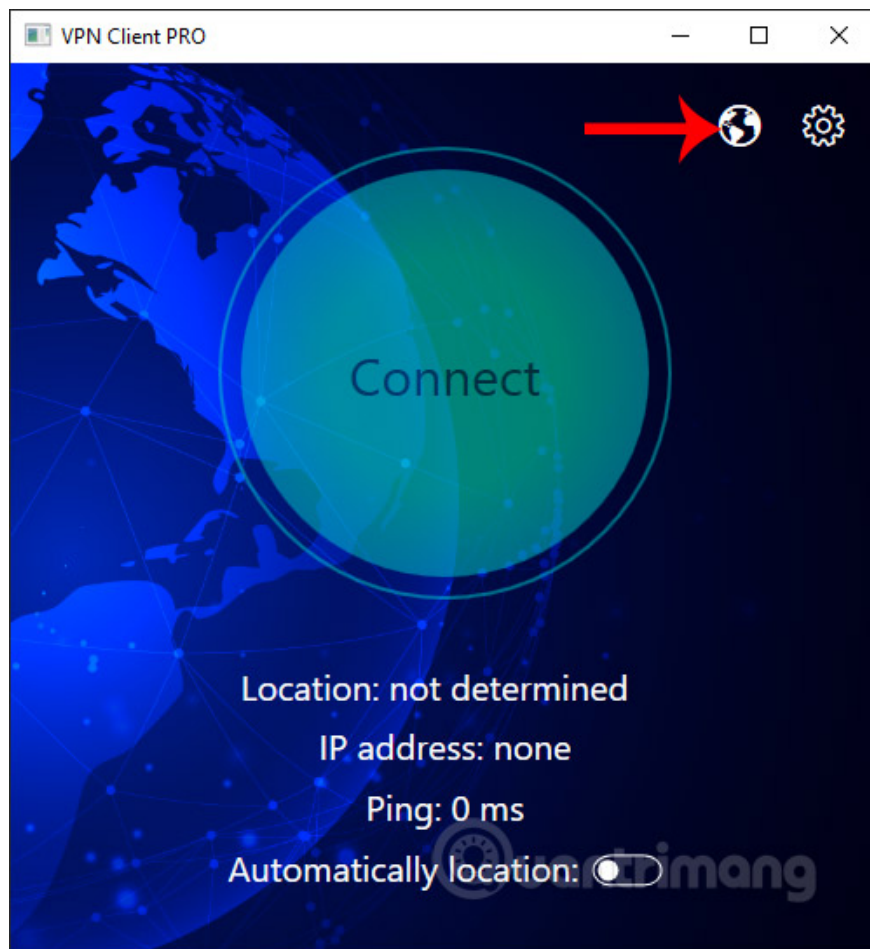 VPN Client PRO
Connect
Location: not determined
IP address: none
Ping: 0 ms
Automatically location:
Quantrimang